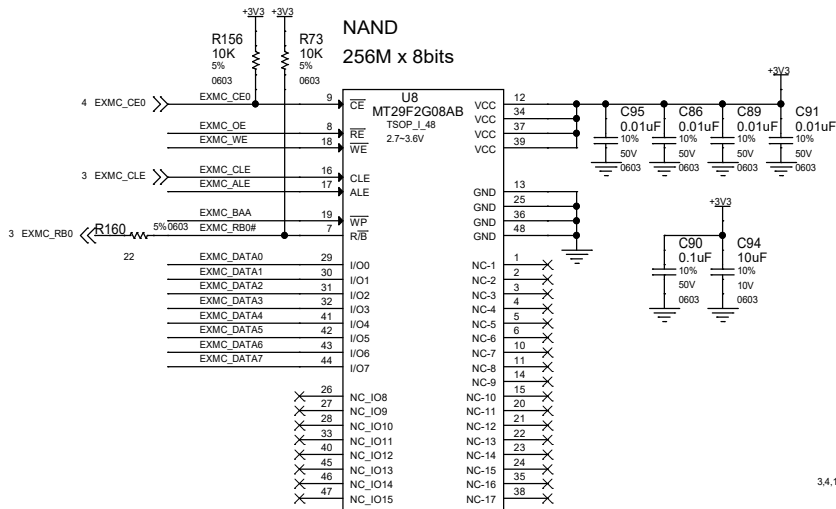 +3V3
+3V3
R156
10K
5%
0603
R73
10K
5%
0603
NAND
256M x 8bits
4 EXMC_CE0
EXMC_CE0
9
CE
EXMC_OE
8
RE
EXMC_WE
18
WE
3 EXMC_CLE
EXMC_CLE
16
CLE
EXMC_ALE
17
ALE
EXMC_BAA
19
WP
3 EXMC_RB0
R160
5%
0603
22
EXMC_RB0#
7
R/B
EXMC_DATA0
29
I/O0
EXMC_DATA1
30
I/O1
EXMC_DATA2
31
I/O2
EXMC_DATA3
32
I/O3
EXMC_DATA4
41
I/O4
EXMC_DATA5
42
I/O5
EXMC_DATA6
43
I/O6
EXMC_DATA7
44
I/O7
26
NC_IO8
27
NC_IO9
28
NC_IO10
33
NC_IO11
40
NC_IO12
45
NC_IO13
46
NC_IO14
47
NC_IO15
U8
MT29F2G08AB
TSOP_I_48
2.7~3.6V
VCC
12
VCC
34
VCC
37
VCC
39
GND
13
GND
25
GND
36
GND
48
NC-1
1
NC-2
2
NC-3
3
NC-4
4
NC-5
5
NC-6
6
NC-7
10
NC-8
11
NC-9
14
NC-10
15
NC-11
20
NC-12
21
NC-13
22
NC-14
23
NC-15
24
NC-16
35
NC-17
38
+3V3
C95
0.01uF
10%
50V
0603
C86
0.01uF
10%
50V
0603
C89
0.01uF
10%
50V
0603
C91
0.01uF
10%
50V
0603
+3V3
C90
0.1uF
10%
50V
0603
C94
10uF
10%
10V
0603
3,4,1